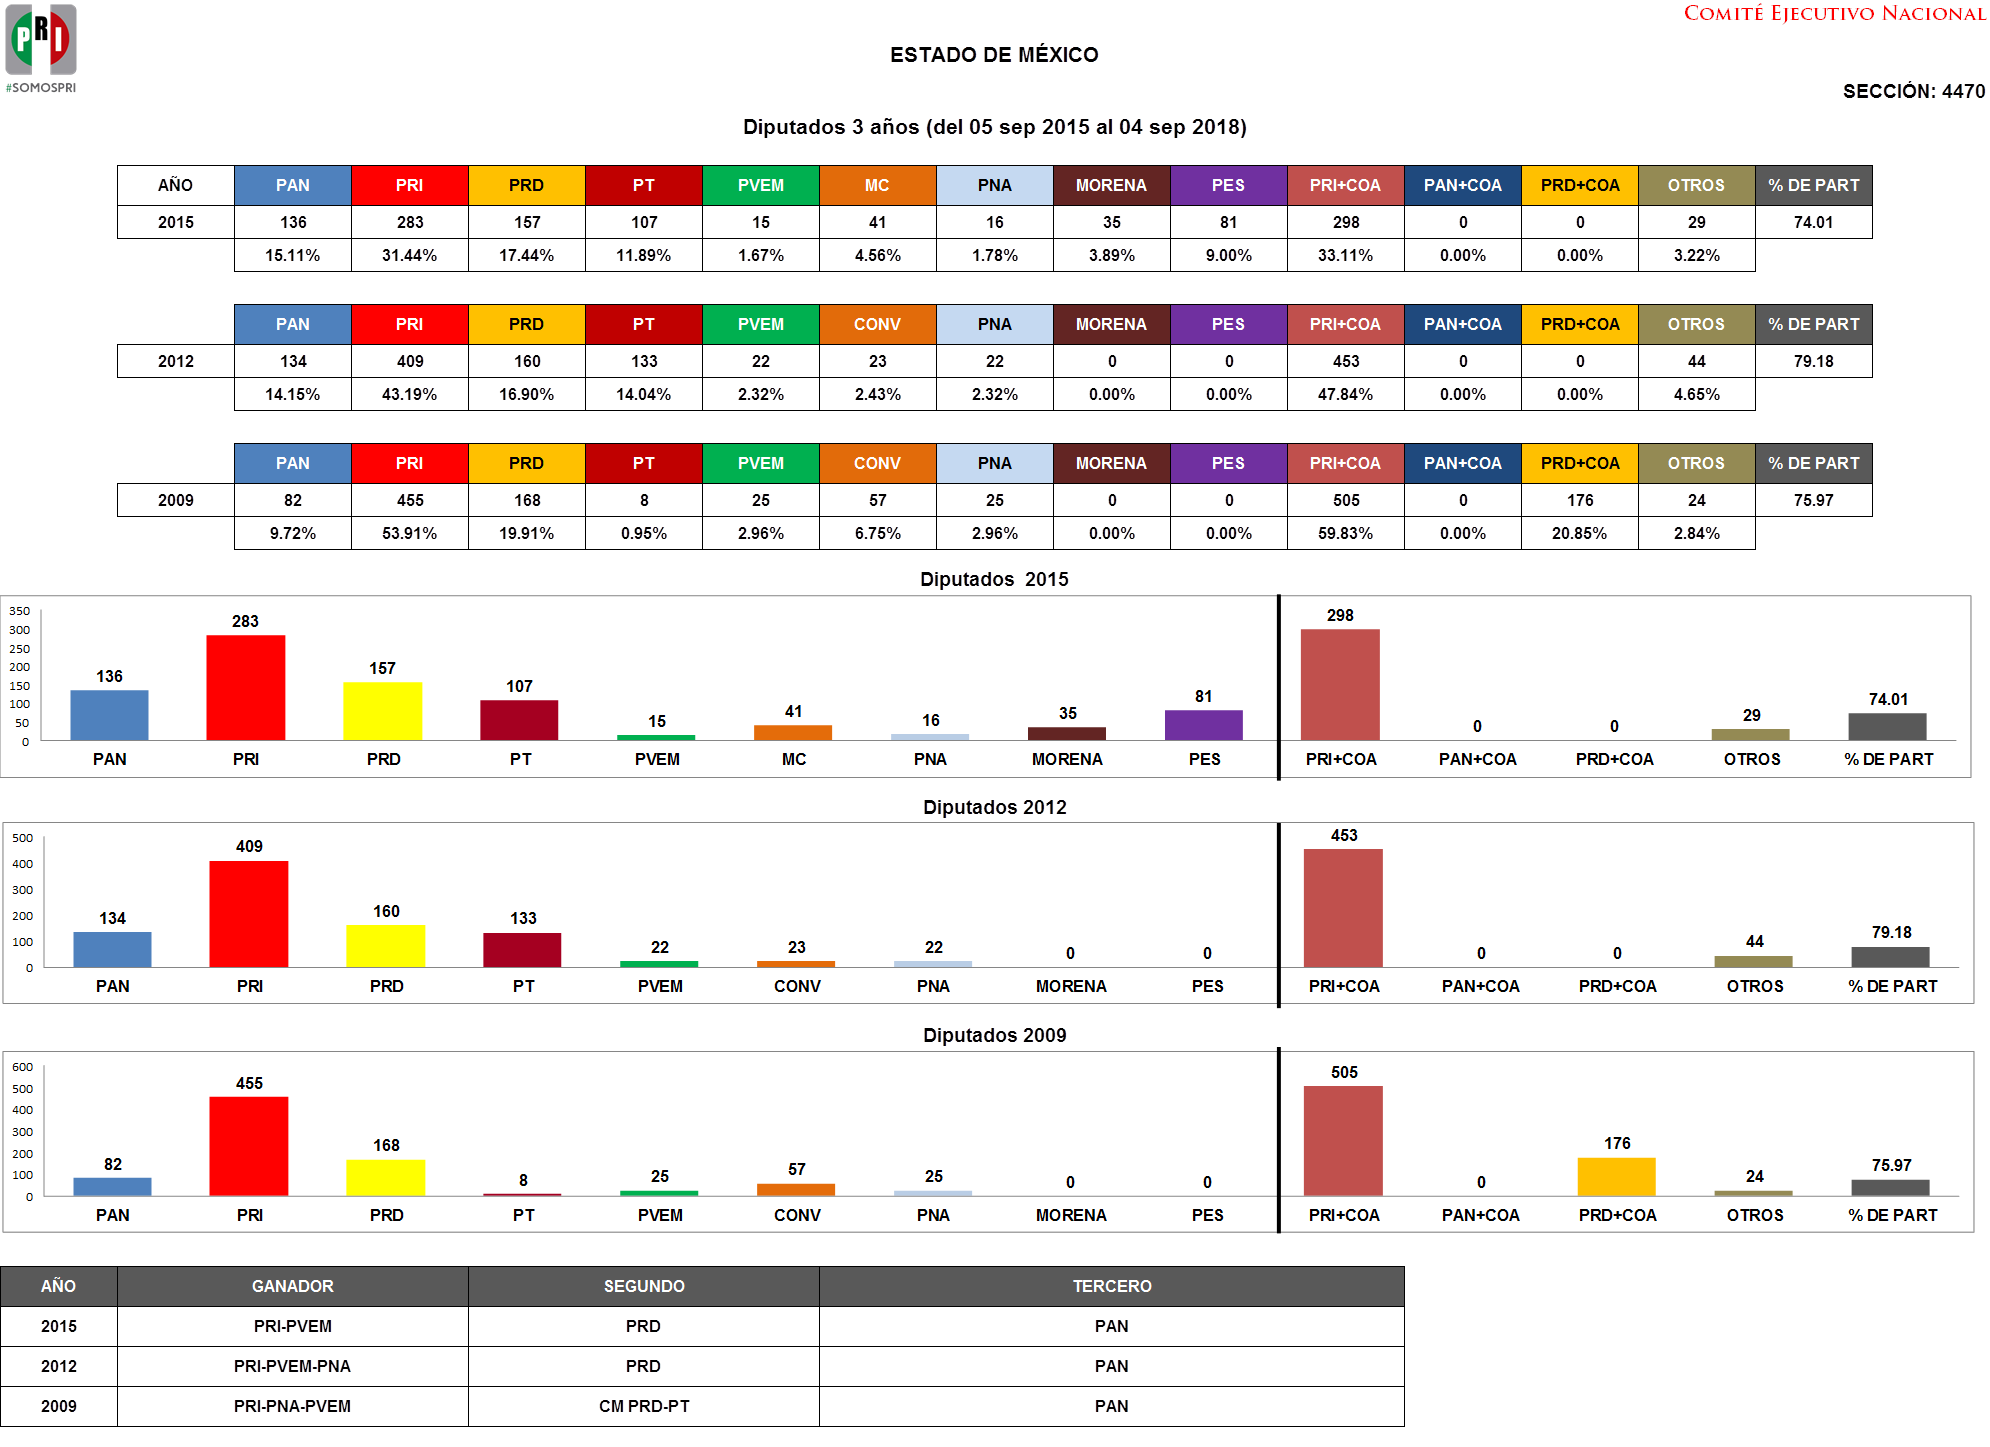 PRI
#SOMOSPRI
COMITÉ EJECUTIVO NACIONAL
ESTADO DE MÉXICO
SECCIÓN: 4470
Diputados 3 años (del 05 sep 2015 al 04 sep 2018)
AÑO PAN PRI PRD PT PVEM MC PNA MORENA PES PRI+COA PAN+COA PRD+COA OTROS % DE PART
2015 136 283 157 107 15 41 16 35 81 298 0 0 29 74.01
15.11% 31.44% 17.44% 11.89% 1.67% 4.56% 1.78% 3.89% 9.00% 33.11% 0.00% 0.00% 3.22%
PAN PRI PRD PT PVEM CONV PNA MORENA PES PRI+COA PAN+COA PRD+COA OTROS % DE PART
2012 134 409 160 133 22 23 22 0 0 453 0 0 44 79.18
14.15% 43.19% 16.90% 14.04% 2.32% 2.43% 2.32% 0.00% 0.00% 47.84% 0.00% 0.00% 4.65%
PAN PRI PRD PT PVEM CONV PNA MORENA PES PRI+COA PAN+COA PRD+COA OTROS % DE PART
2009 82 455 168 8 25 57 25 0 0 505 0 176 24 75.97
9.72% 53.91% 19.91% 0.95% 2.96% 6.75% 2.96% 0.00% 0.00% 59.83% 0.00% 20.85% 2.84%
Diputados 2015
350
300
250
200
150
100
50
0
136 283 157 107 15 41 16 35 81 298 0 0 29 74.01
PAN PRI PRD PT PVEM MC PNA MORENA PES PRI+COA PAN+COA PRD+COA OTROS % DE PART
Diputados 2012
500
400
300
200
100
0
134 409 160 133 22 23 22 0 0 453 0 0 44 79.18
PAN PRI PRD PT PVEM CONV PNA MORENA PES PRI+COA PAN+COA PRD+COA OTROS % DE PART
Diputados 2009
600
500
400
300
200
100
0
82 455 168 8 25 57 25 0 0 505 0 176 24 75.97
PAN PRI PRD PT PVEM CONV PNA MORENA PES PRI+COA PAN+COA PRD+COA OTROS % DE PART
AÑO GANADOR SEGUNDO TERCERO
2015 PRI-PVEM PRD PAN
2012 PRI-PVEM-PNA PRD PAN
2009 PRI-PNA-PVEM CM PRD-PT PAN